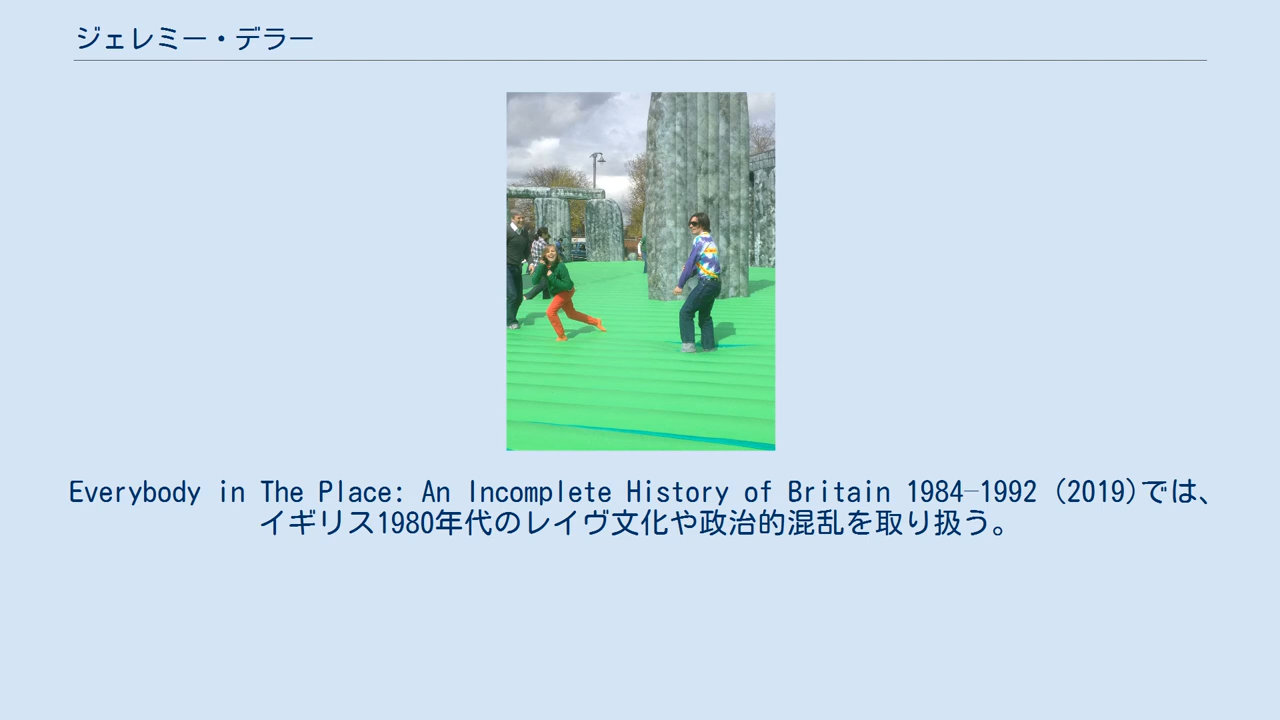 ジェレミー・デラー
Everybody in The Place: An Incomplete History of Britain 1984–1992 (2019)では、
イギリス1980年代のレイヴ文化や政治的混乱を取り扱う。